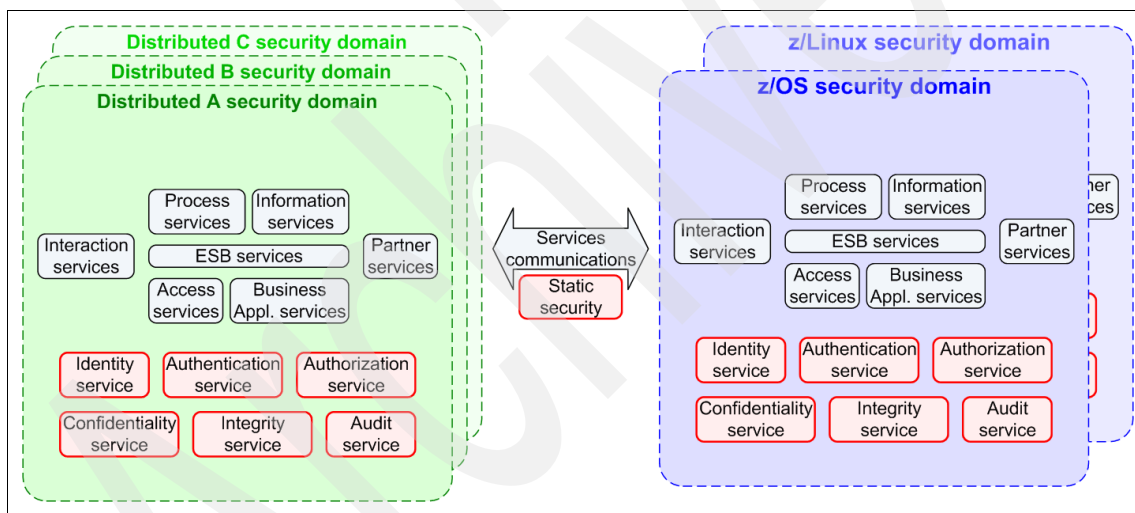 Distributed C security domain
Distributed B security domain
Distributed A security domain
Process
services
Information
services
Interaction
services
ESB services
Partner
services
Access
services
Business
Appl. services
Identity
service
Authentication
service
Authorization
service
Confidentiality
service
Integrity
service
Audit
service
Services
communications
Static
security
z/Linux security domain
z/OS security domain
Process
services
Information
services
Interaction
services
ESB services
Partner
services
Access
services
Business
Appl. services
Identity
service
Authentication
service
Authorization
service
Confidentiality
service
Integrity
service
Audit
service